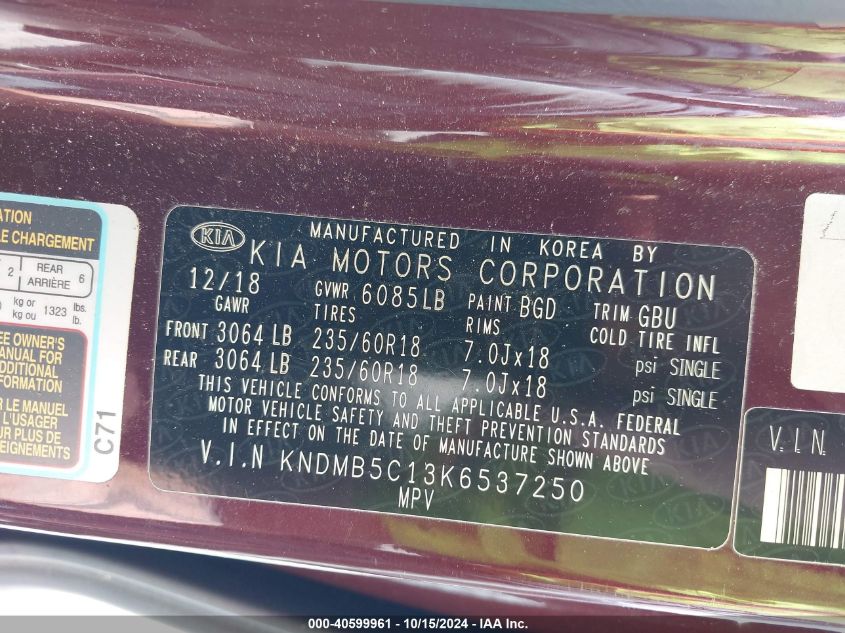 ATION
E CHARGEMENT
2 REAR 6
ARRIÈRE
kg or 1323 lbs.
kg ou lb.
EE OWNER'S
MANUAL FOR
ADDITIONAL
FORMATION
R LE MANUEL
L'USAGER
UR PLUS DE
EIGNEMENTS
C71
KIA
MANUFACTURED IN KOREA BY
KIA MOTORS CORPORATION
12/18 GVWR 6085LB PAINT BGD TRIM GBU
GAWR TIRES RIMS COLD TIRE INFL
FRONT 3064 LB 235/60R18 7.0Jx18 psi SINGLE
REAR 3064 LB 235/60R18 7.0Jx18 psi SINGLE
THIS VEHICLE CONFORMS TO ALL APPLICABLE U.S.A. FEDERAL
MOTOR VEHICLE SAFETY AND THEFT PREVENTION STANDARDS
IN EFFECT ON THE DATE OF MANUFACTURE SHOWN ABOVE
V.I.N KNDMB5C13K6537250
MPV
V.I.N.
000-40599961 - 10/15/2024 - IAA Inc.